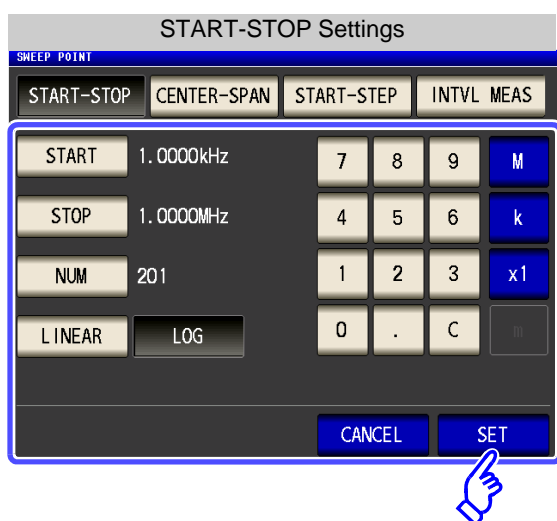 START-STOP Settings
SWEEP POINT
START-STOP CENTER-SPAN START-STEP INTVL MEAS
START 1.0000kHz 7 8 9 M
STOP 1.0000MHz 4 5 6 k
NUM 201 1 2 3 x1
LINEAR LOG 0 . C m
CANCEL SET